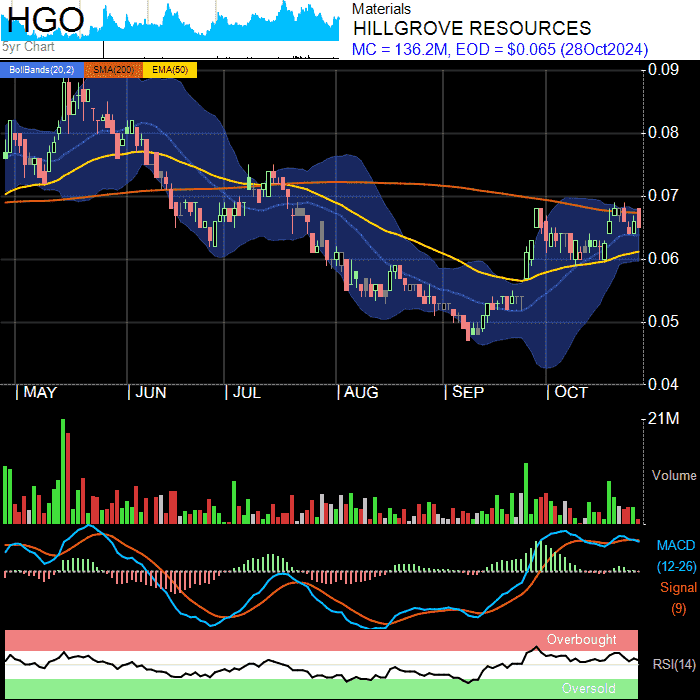 HGO
5yr Chart
Materials
HILLGROVE RESOURCES
MC = 136.2M, EOD = $0.065 (28Oct2024)
BollBands(20,2) SMA(200) EMA(50)
0.09
0.08
0.07
0.06
0.05
0.04
MAY JUN JUL AUG SEP OCT
21M
Volume
MACD
(12-26)
Signal
(9)
Overbought
RSI(14)
Oversold